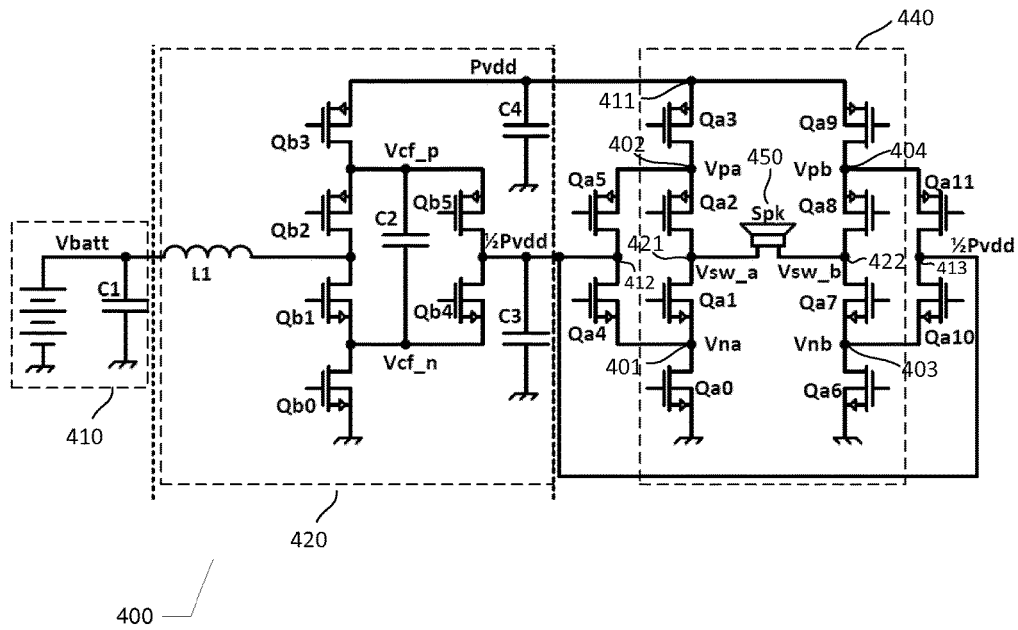 440
Pvdd
411
C4
Qa3
Qa9
Qb3
402
450
404
Vcf_p
Vpa
Vpb
Qa5
Qa11
Qb5
Qa2
Spk
Qa8
Qb2
C2
Vbatt
½Pvdd
421
½Pvdd
L1
412
Vsw_a
Vsw_b
422
413
C1
Qb1
Qb4
C3
Qa4
Qa1
Qa7
Qa10
Vcf_n
401
Vna
Vnb
403
Qb0
Qa0
Qa6
410
420
400